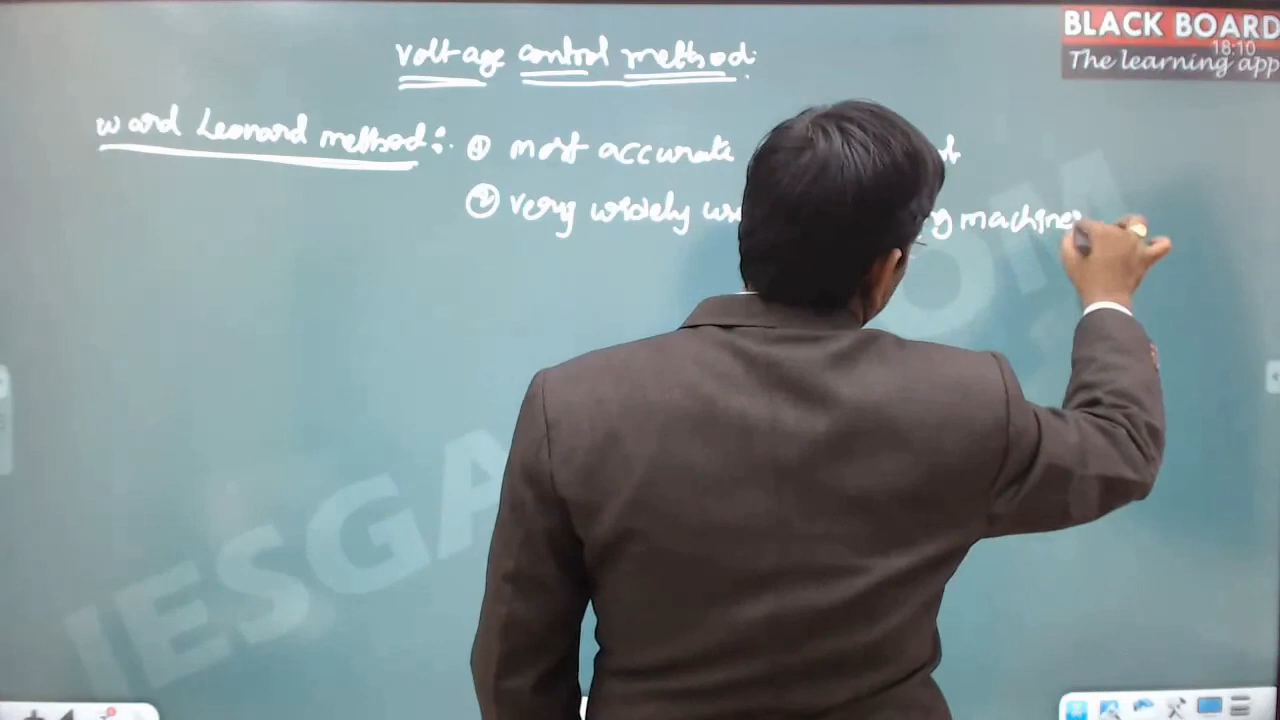 BLACK BOARD
18:10
The learning app
voltage control method:
ward Leonard method:. ① most accurate
② very widely machines
IESGA OM